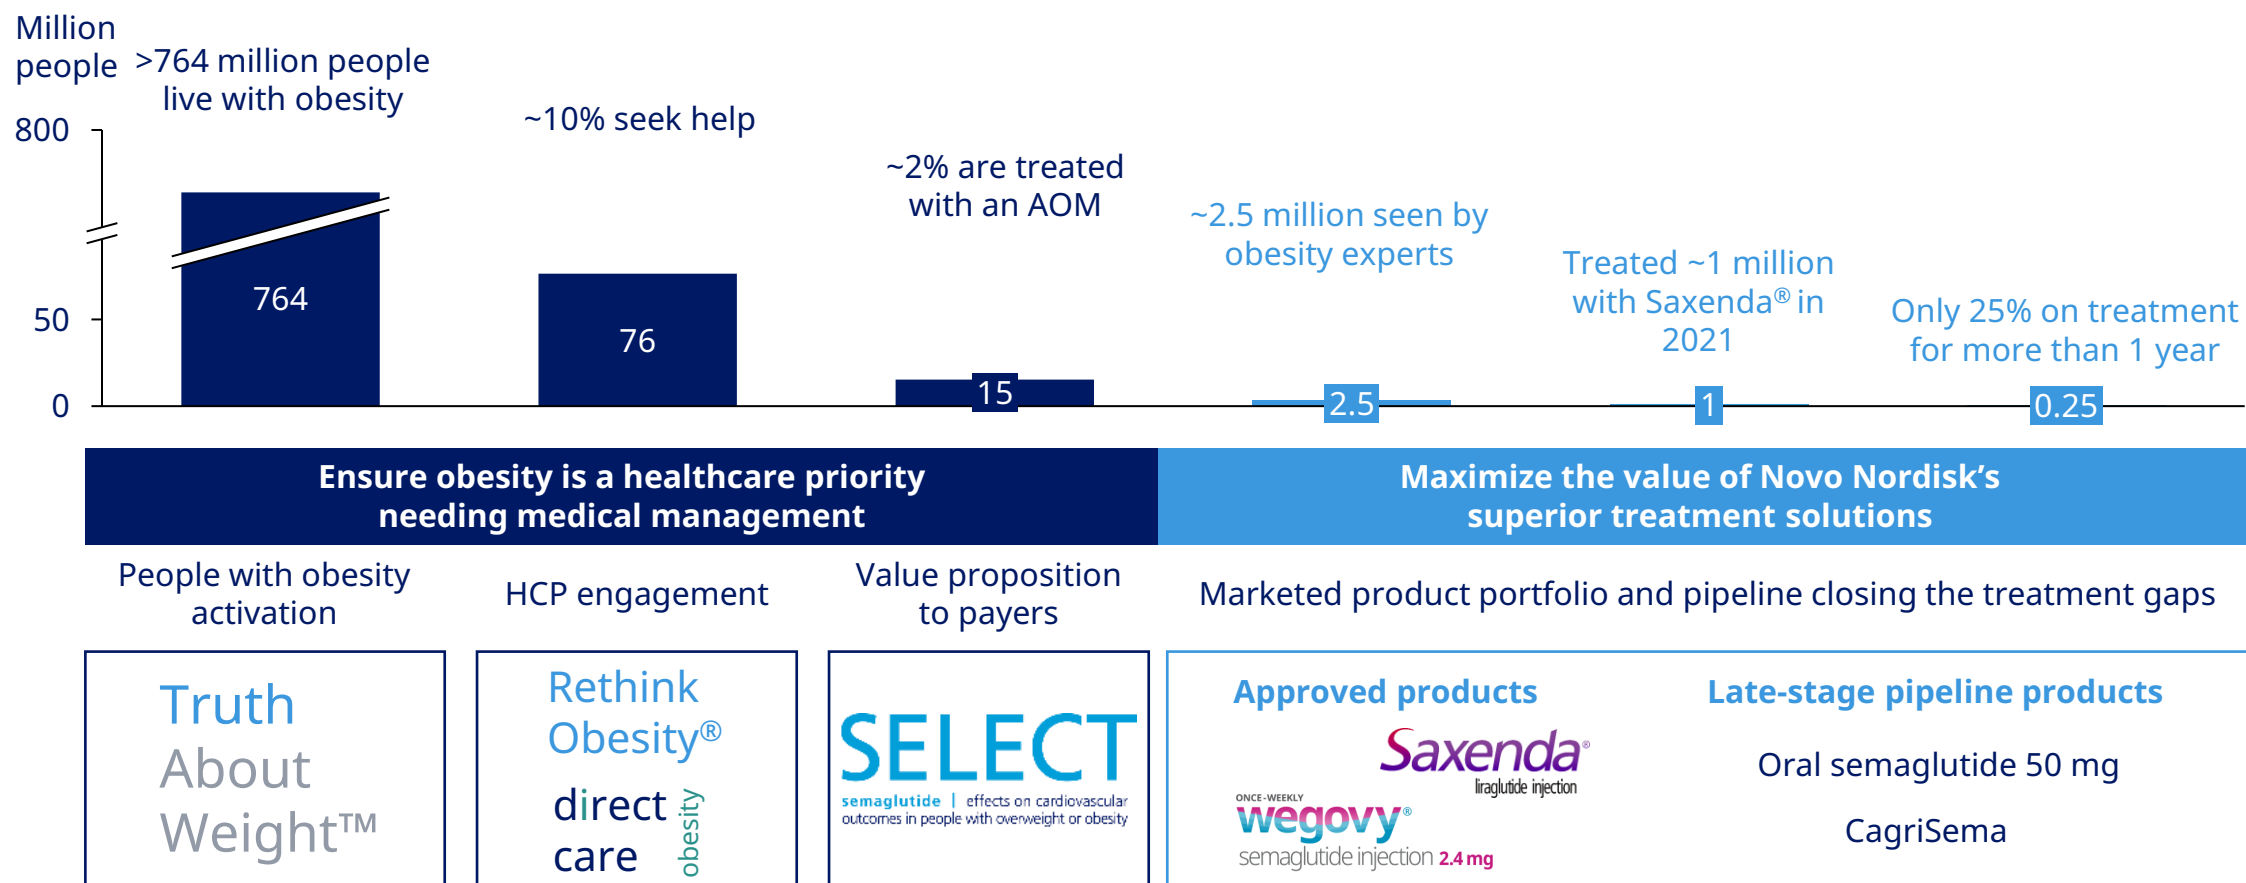 Million
people
>764 million people
live with obesity
~10% seek help
~2% are treated
with an AOM
~2.5 million seen by
obesity experts
Treated ~1 million
with Saxenda® in
2021
Only 25% on treatment
for more than 1 year
800
50
0
764
76
15
2.5
1
0.25
Ensure obesity is a healthcare priority
needing medical management
Maximize the value of Novo Nordisk’s
superior treatment solutions
People with obesity
activation
HCP engagement
Value proposition
to payers
Marketed product portfolio and pipeline closing the treatment gaps
Truth
About
Weight™
Rethink
Obesity®
direct
care
obesity
SELECT
semaglutide | effects on cardiovascular
outcomes in people with overweight or obesity
Approved products
Saxenda®
liraglutide injection
ONCE-WEEKLY
wegovy®
semaglutide injection 2.4 mg
Late-stage pipeline products
Oral semaglutide 50 mg
CagriSema